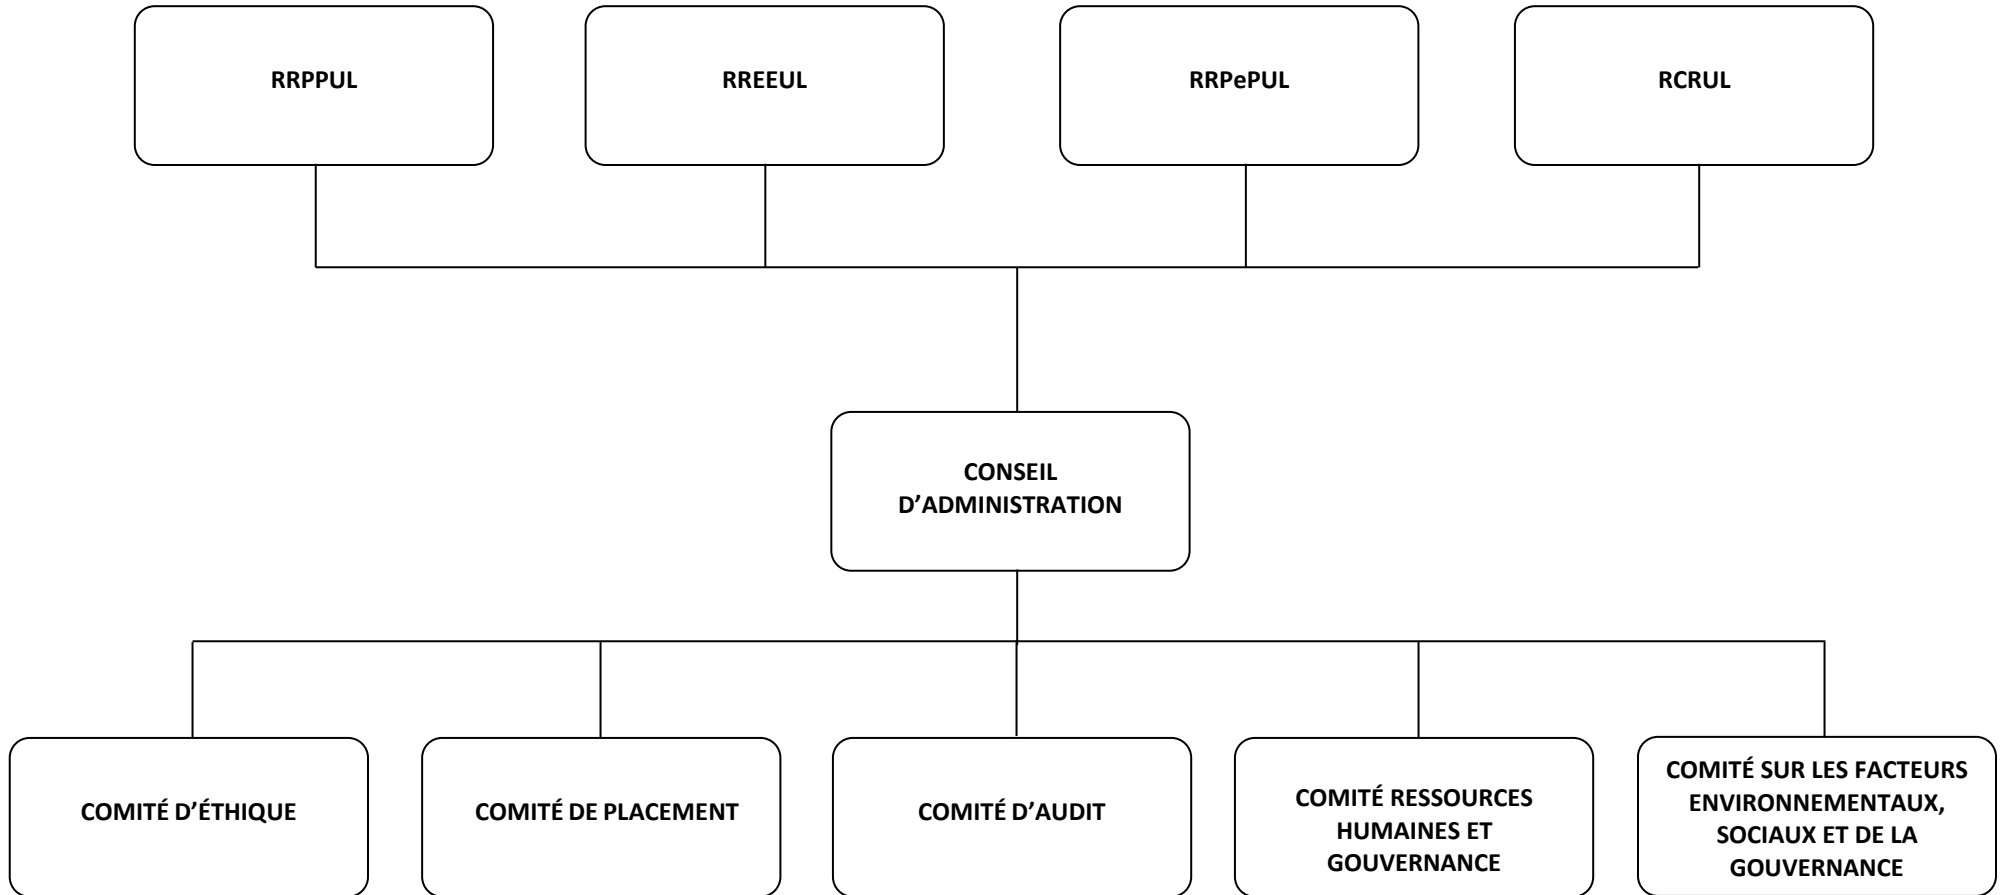 RRPPUL
RREEUL
RRPePUL
RCRUL
CONSEIL
D’ADMINISTRATION
COMITÉ D’ÉTHIQUE
COMITÉ DE PLACEMENT
COMITÉ D’AUDIT
COMITÉ RESSOURCES
HUMAINES ET
GOUVERNANCE
COMITÉ SUR LES FACTEURS
ENVIRONNEMENTAUX,
SOCIAUX ET DE LA
GOUVERNANCE